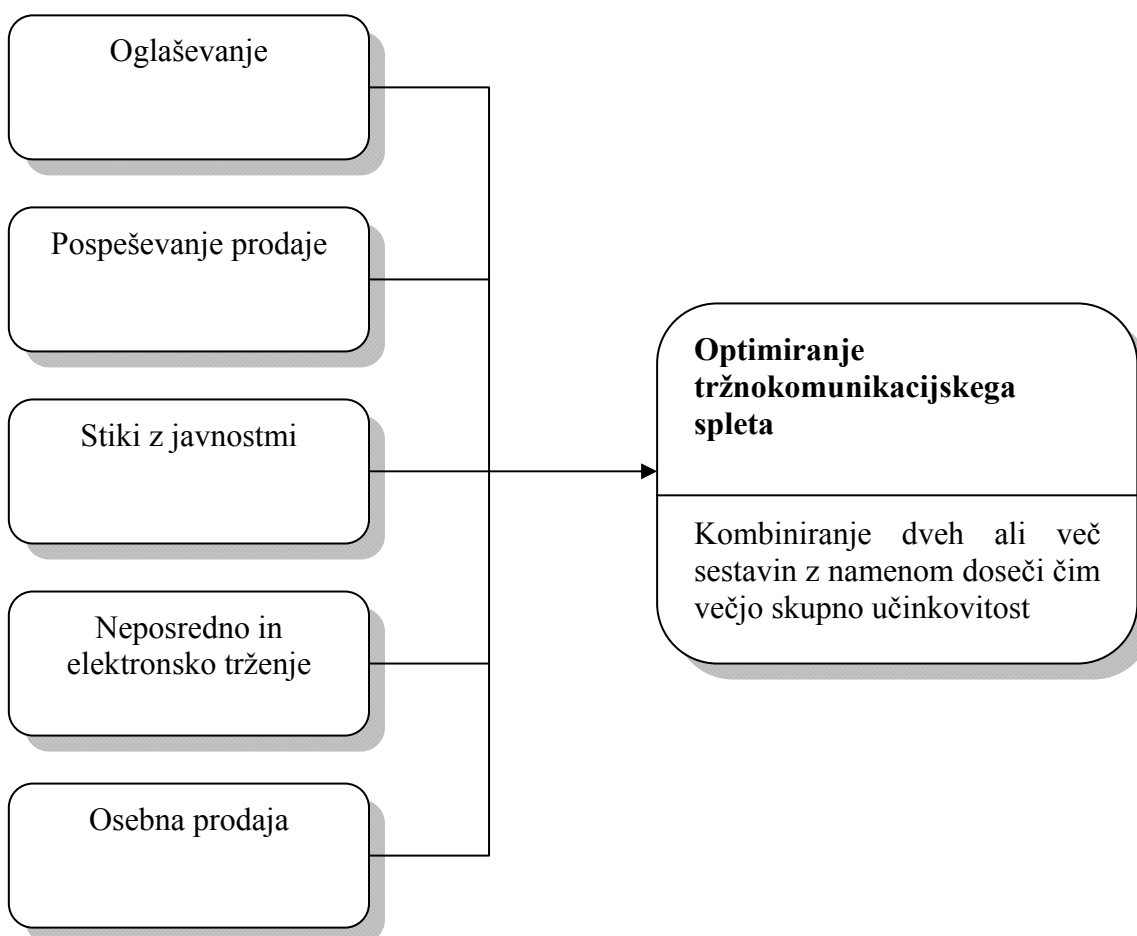 Oglaševanje
Pospeševanje prodaje
Stiki z javnostmi
Neposredno in
elektronsko trženje
Osebna prodaja
Optimiranje
tržnokomunikacijskega
spleta
Kombiniranje dveh ali več
sestavin z namenom doseči čim
večjo skupno učinkovitost